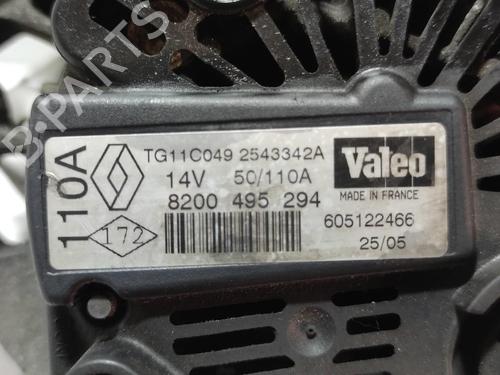 B-PARTS
110A
172
TG11C049 2543342A
14V 50/110A
8200 495 294
Valeo
MADE IN FRANCE
605122466
25/05